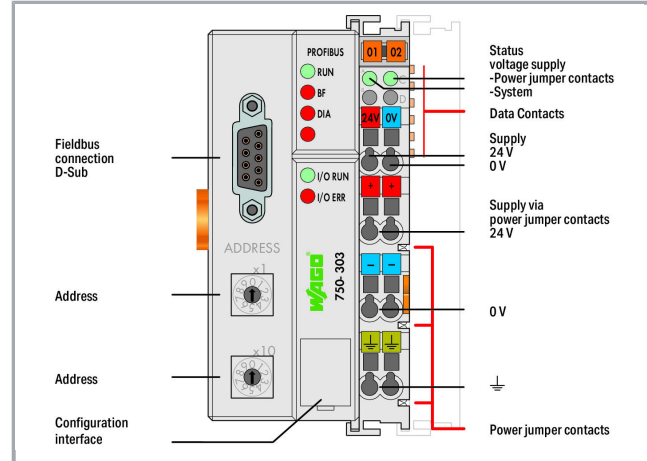 Fieldbus
connection
D-Sub
Address
Address
Configuration
interface
ADDRESS
x1
x10
PROFIBUS
RUN
BF
DIA
I/O RUN
I/O ERR
WAGO
750-303
01 02
C
D
24V 0V
+ +
− −
Status
voltage supply
-Power jumper contacts
-System
Data Contacts
Supply
24 V
0 V
Supply via
power jumper contacts
24 V
0 V
Power jumper contacts